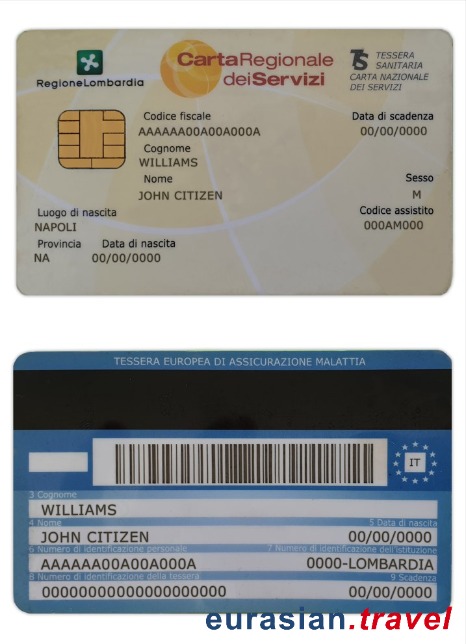 RegioneLombardia
CartaRegionale
deiServizi
TS TESSERA
SANITARIA
CARTA NAZIONALE
DEI SERVIZI
Codice fiscale
Data di scadenza
AAAAAA00A00A000A
00/00/0000
Cognome
WILLIAMS
Nome
Sesso
JOHN CITIZEN
M
Luogo di nascita
Codice assistito
NAPOLI
000AM000
Provincia
Data di nascita
NA
00/00/0000
TESSERA EUROPEA DI ASSICURAZIONE MALATTIA
IT
3 Cognome
WILLIAMS
4 Nome
5 Data di nascita
JOHN CITIZEN
00/00/0000
6 Numero di identificazione personale
7 Numero di identificazione dell'istituzione
AAAAAA00A00A000A
0000-LOMBARDIA
8 Numero di identificazione della tessera
9 Scadenza
00000000000000000000
00/00/0000
eurasian.travel